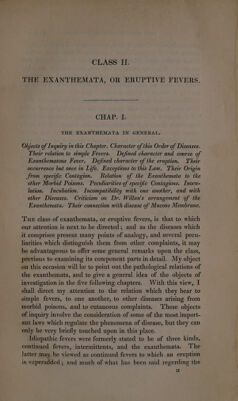 CLASS II.
THE EXANTHEMATA, OR ERUPTIVE FEVERS.
CHAP. I.
THE EXANTHEMATA IN GENERAL.
Objects of Inquiry in this Chapter. Character of this Order of Diseases.
Their relation to simple Fevers. Defined character and course of
Exanthematous Fever. Defined character of the eruption. Their
occurrence but once in Life. Exceptions to this Law. Their Origin
from specific Contagion. Relation of the Exanthemata to the
other Morbid Poisons. Peculiarities of specific Contagions. Inocu-
lation. Incubation. Incompatibility with one another, and with
other Diseases. Criticism on Dr. Willan's arrangement of the
Exanthemata. Their connexion with disease of Mucous Membrane.
The class of exanthemata, or eruptive fevers, is that to which
our attention is next to be directed; and as the diseases which
it comprises present many points of analogy, and several pecu-
liarities which distinguish them from other complaints, it may
be advantageous to offer some general remarks upon the class,
previous to examining its component parts in detail. My object
on this occasion will be to point out the pathological relations of
the exanthemata, and to give a general idea of the objects of
investigation in the five following chapters. With this view, I
shall direct my attention to the relation which they bear to
simple fevers, to one another, to other diseases arising from
morbid poisons, and to cutaneous complaints. These objects
of inquiry involve the consideration of some of the most import-
ant laws which regulate the phenomena of disease, but they can
only be very briefly touched upon in this place.
Idiopathic fevers were formerly stated to be of three kinds,
continued fevers, intermittents, and the exanthemata. The
latter may be viewed as continued fevers to which an eruption
is superadded; and much of what has been said regarding the